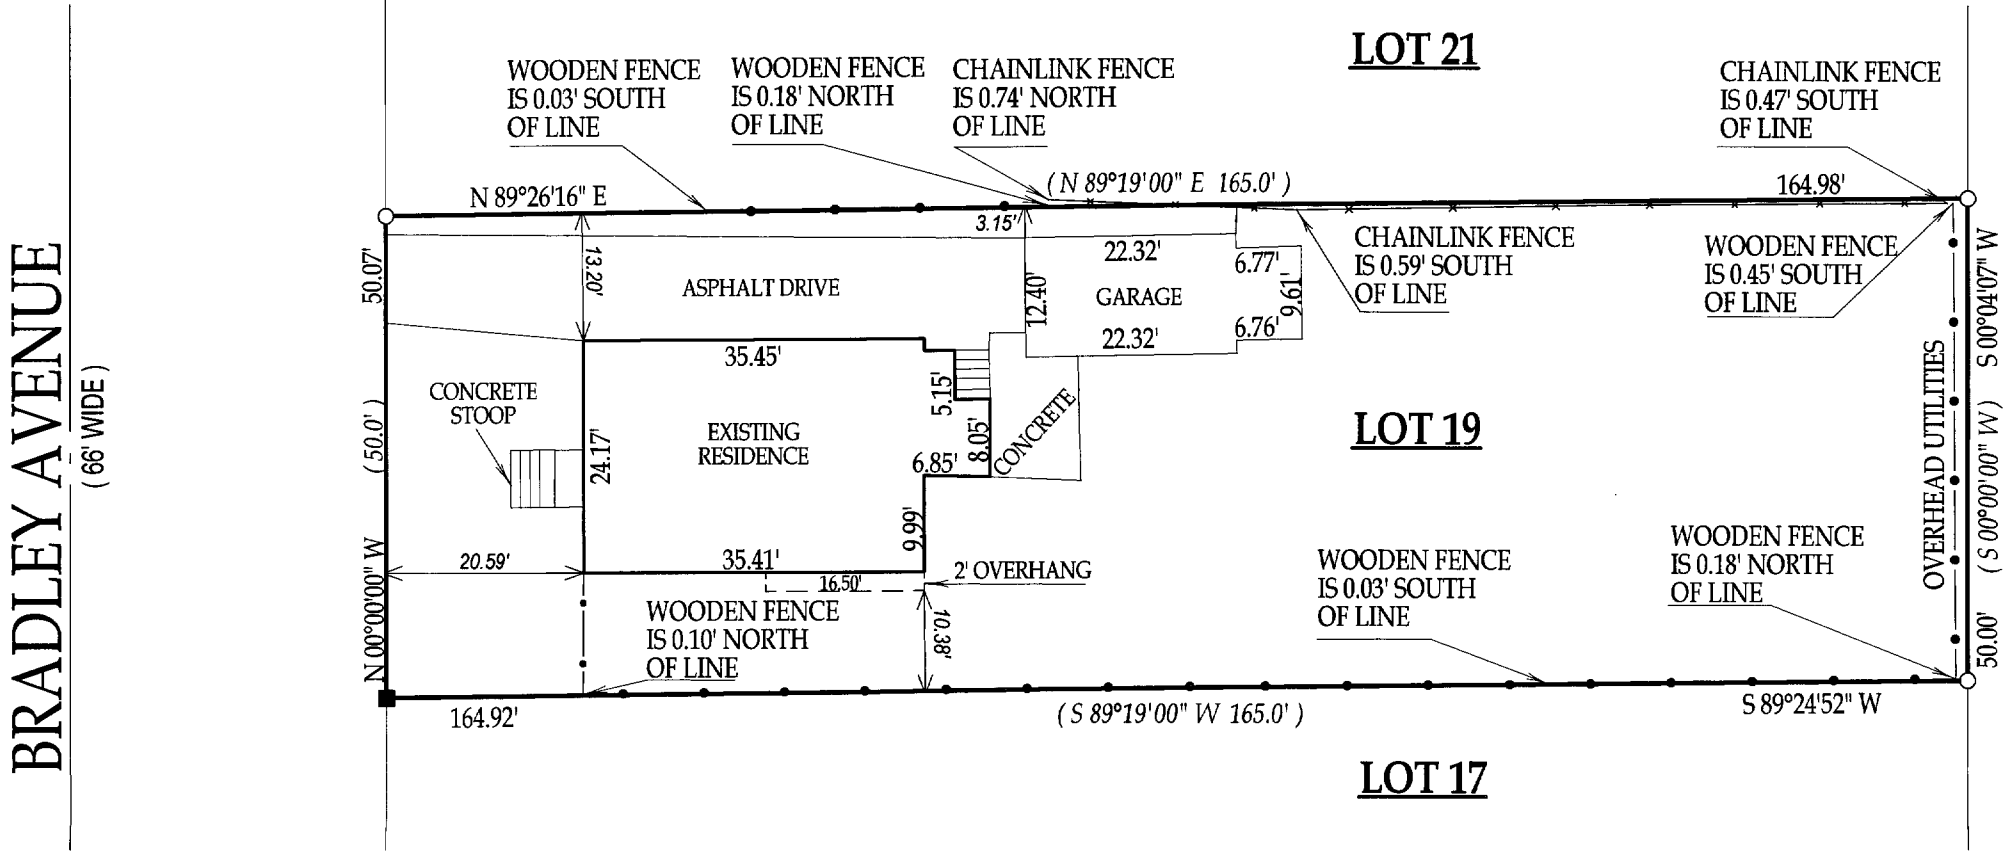 LOT 21
WOODEN FENCE
IS 0.03' SOUTH
OF LINE
WOODEN FENCE
IS 0.18' NORTH
OF LINE
CHAINLINK FENCE
IS 0.74' NORTH
OF LINE
CHAINLINK FENCE
IS 0.47' SOUTH
OF LINE
N 89°26'16" E
( N 89°19'00" E 165.0' )
164.98'
BRADLEY AVENUE
( 66' WIDE )
50.07'
( 50.0' )
N 00°00'00" W
13.20'
3.15'
ASPHALT DRIVE
22.32'
GARAGE
12.40'
22.32'
6.77'
9.61'
6.76'
CHAINLINK FENCE
IS 0.59' SOUTH
OF LINE
WOODEN FENCE
IS 0.45' SOUTH
OF LINE
S 0°04'07" W
( S 00°00'00" W )
50.00'
OVERHEAD UTILITIES
35.45'
CONCRETE
STOOP
24.17'
EXISTING
RESIDENCE
5.15'
8.05'
6.85'
CONCRETE
9.99'
LOT 19
20.59'
35.41'
16.50'
2' OVERHANG
10.38'
WOODEN FENCE
IS 0.10' NORTH
OF LINE
WOODEN FENCE
IS 0.03' SOUTH
OF LINE
WOODEN FENCE
IS 0.18' NORTH
OF LINE
164.92'
( S 89°19'00" W 165.0' )
S 89°24'52" W
LOT 17